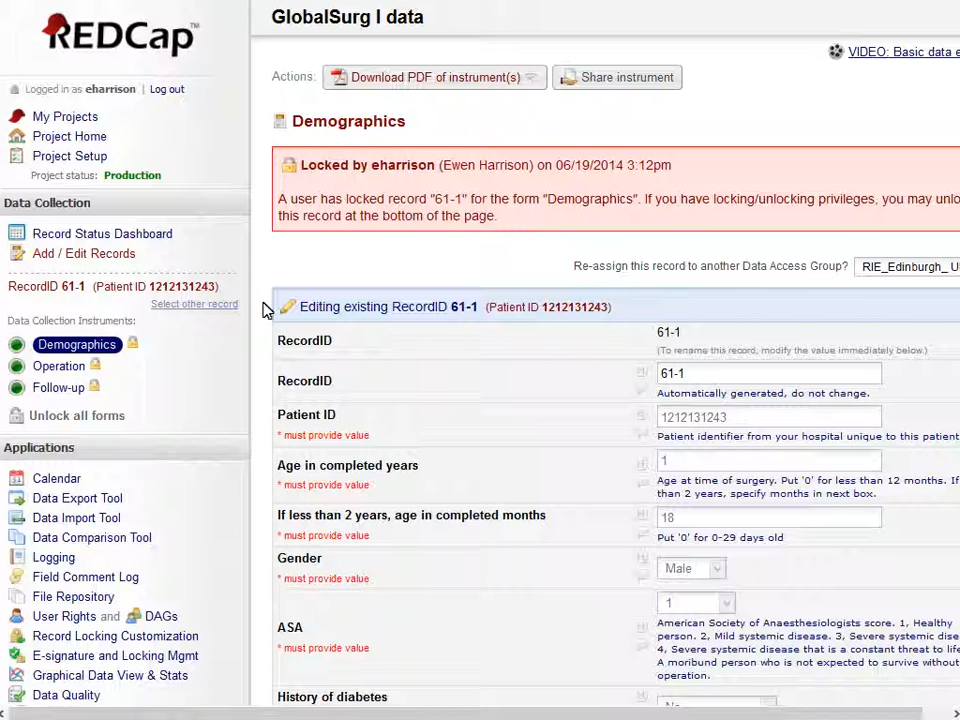 GlobalSurg I data
REDCap™
VIDEO: Basic data e
Actions: Download PDF of instrument(s) Share instrument
Logged in as eharrison | Log out
My Projects
Project Home
Project Setup
Project status: Production
Data Collection
Record Status Dashboard
Add / Edit Records
RecordID 61-1 (Patient ID 1212131243)
Select other record
Data Collection Instruments:
Demographics
Operation
Follow-up
Unlock all forms
Applications
Calendar
Data Export Tool
Data Import Tool
Data Comparison Tool
Logging
Field Comment Log
File Repository
User Rights and DAGs
Record Locking Customization
E-signature and Locking Mgmt
Graphical Data View & Stats
Data Quality
Demographics
Locked by eharrison (Ewen Harrison) on 06/19/2014 3:12pm
A user has locked record "61-1" for the form "Demographics". If you have locking/unlocking privileges, you may unlo
this record at the bottom of the page.
Re-assign this record to another Data Access Group? RIE_Edinburgh_ U
Editing existing RecordID 61-1 (Patient ID 1212131243)
RecordID 61-1
(To rename this record, modify the value immediately below.)
RecordID 61-1
Automatically generated, do not change.
Patient ID 1212131243
* must provide value Patient identifier from your hospital unique to this patient
Age in completed years 1
* must provide value Age at time of surgery. Put '0' for less than 12 months. If
than 2 years, specify months in next box.
If less than 2 years, age in completed months 18
* must provide value Put '0' for 0-29 days old
Gender Male
* must provide value
ASA 1
* must provide value
American Society of Anaesthesiologists score. 1, Healthy
person. 2, Mild systemic disease. 3, Severe systemic dise
4, Severe systemic disease that is a constant threat to life
A moribund person who is not expected to survive without
operation.
History of diabetes No